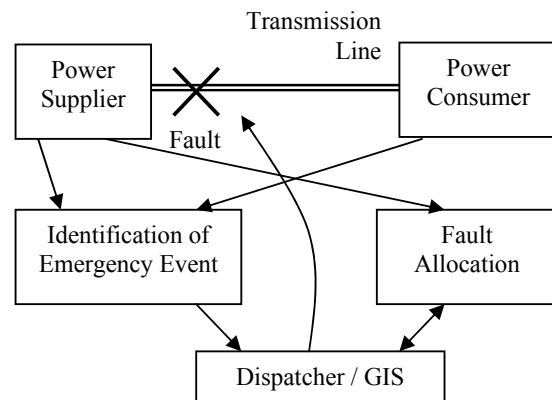 Transmission
Line
Power
Supplier
Power
Consumer
Fault
Identification of
Emergency Event
Fault
Allocation
Dispatcher / GIS